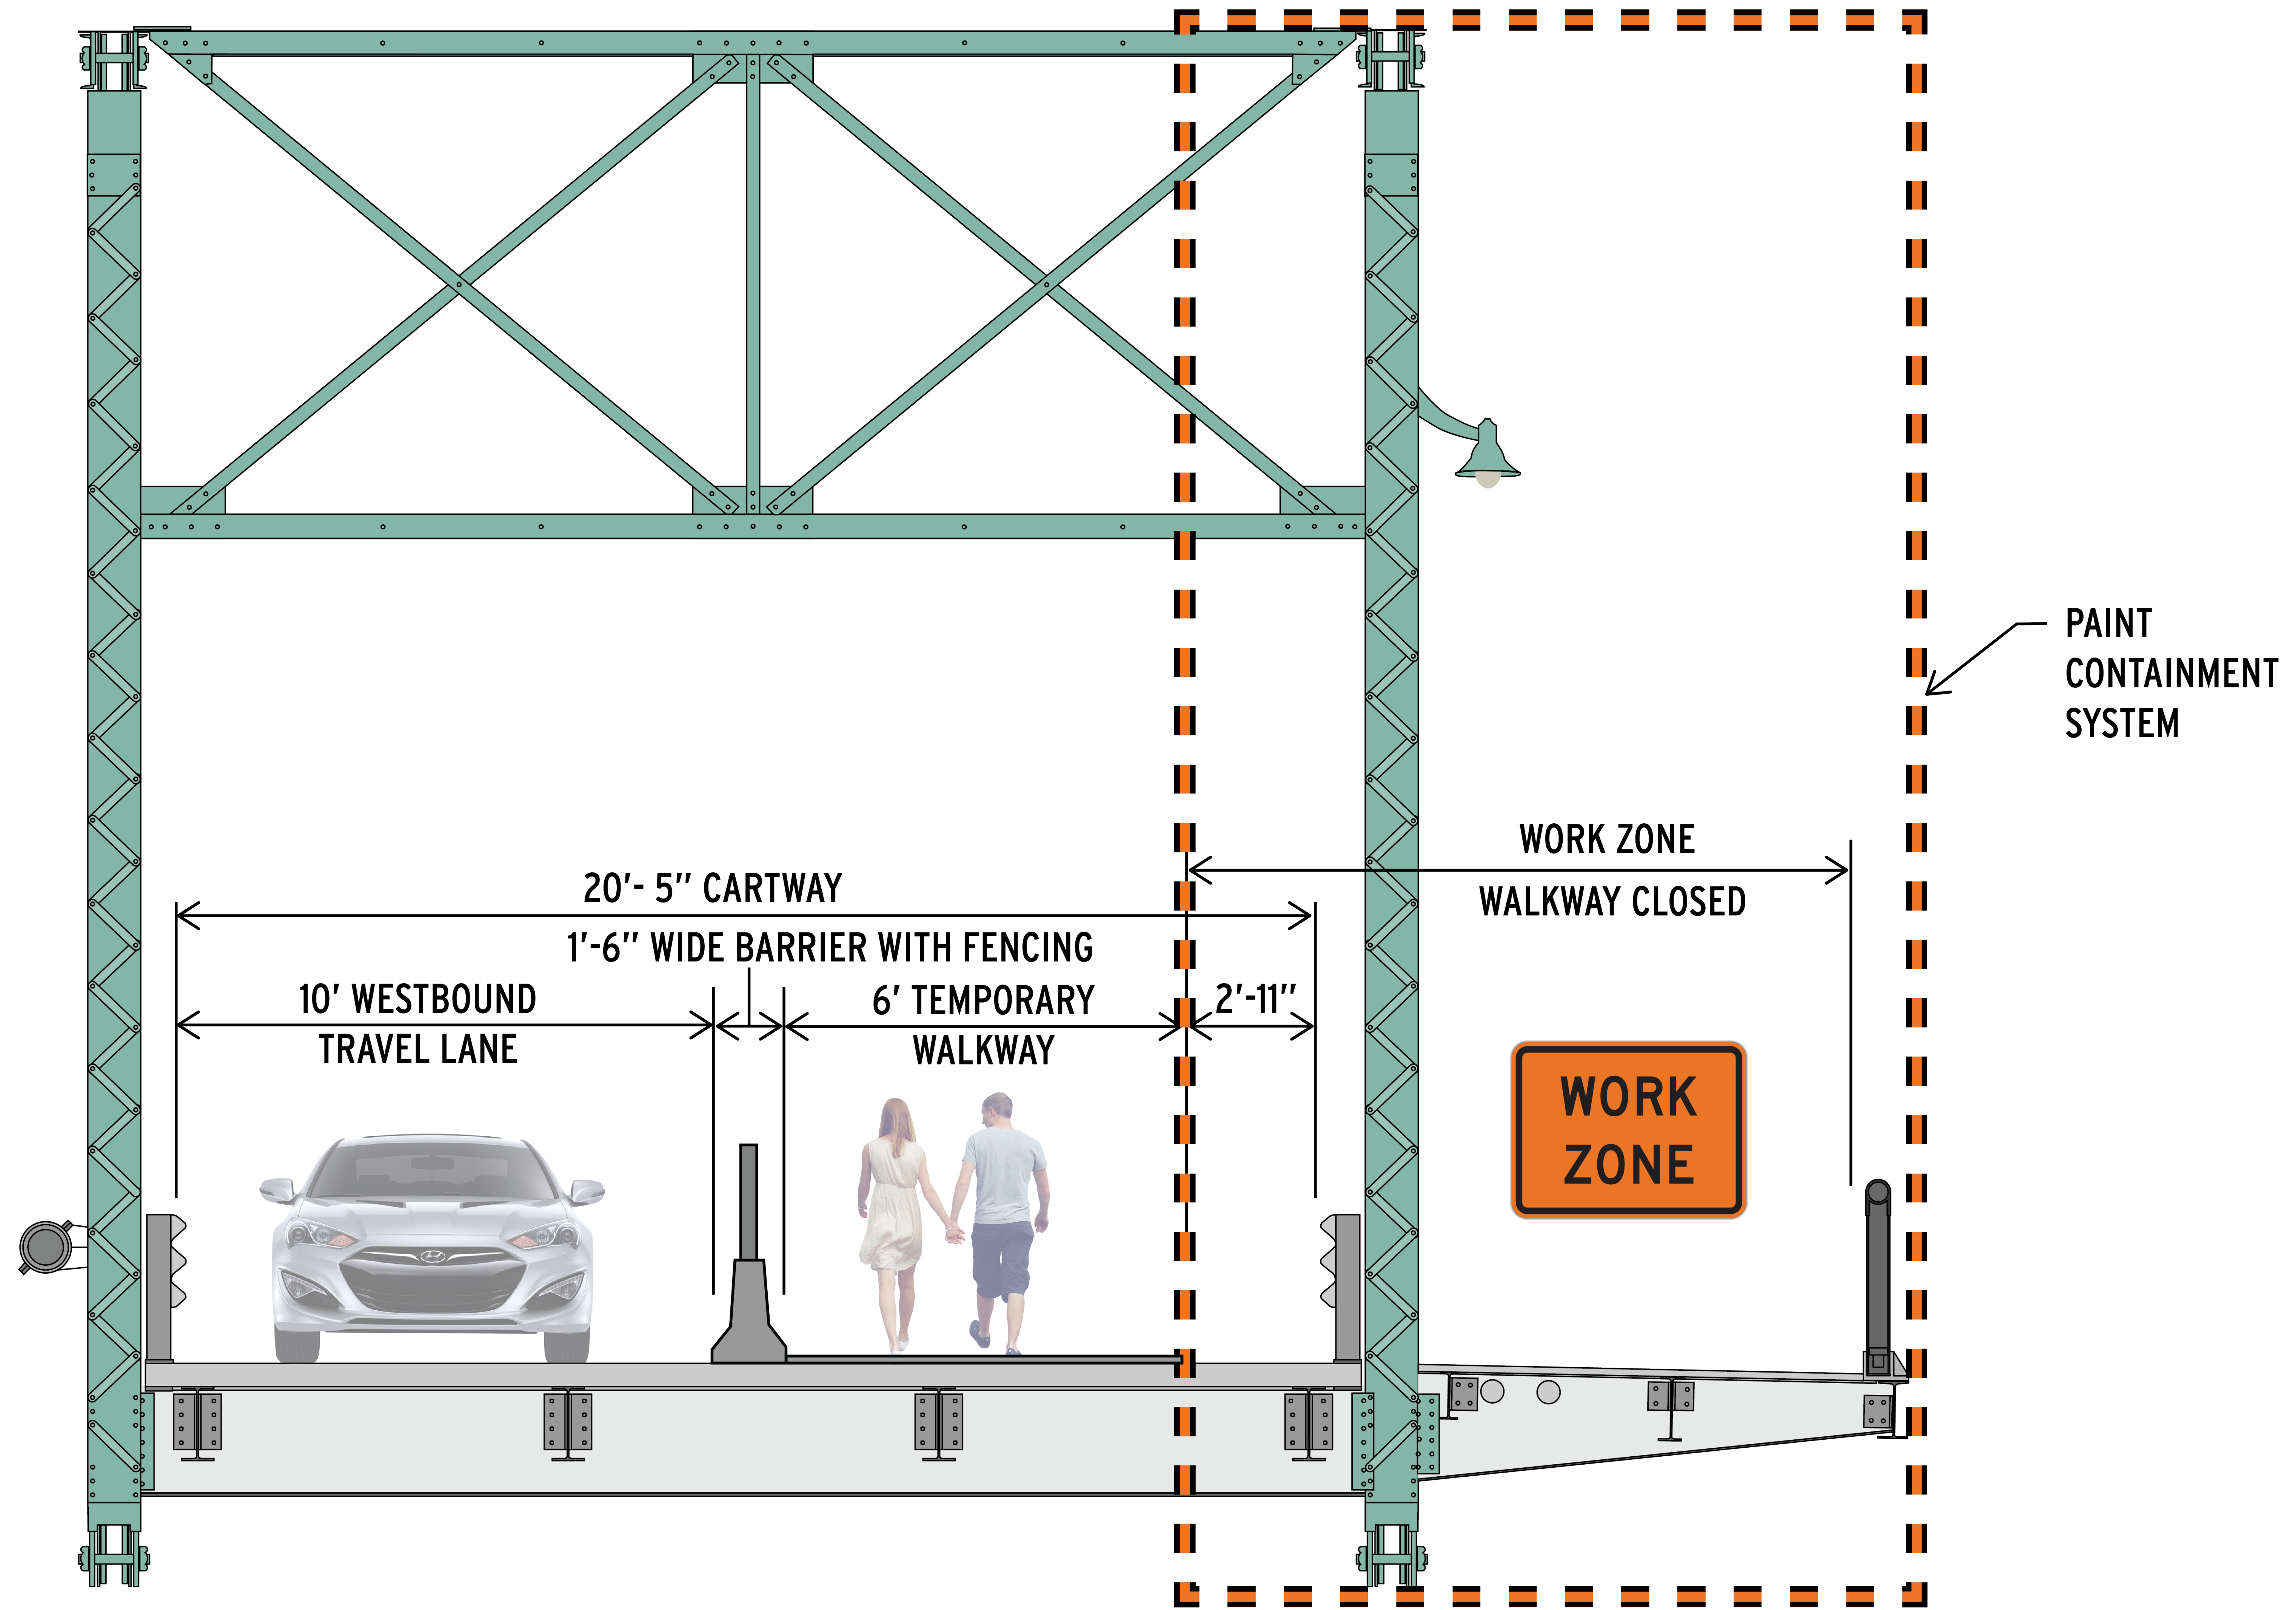 PAINT
CONTAINMENT
SYSTEM
WORK ZONE
WALKWAY CLOSED
20'- 5" CARTWAY
1'-6" WIDE BARRIER WITH FENCING
10' WESTBOUND
TRAVEL LANE
6' TEMPORARY
WALKWAY
2'-11"
WORK
ZONE